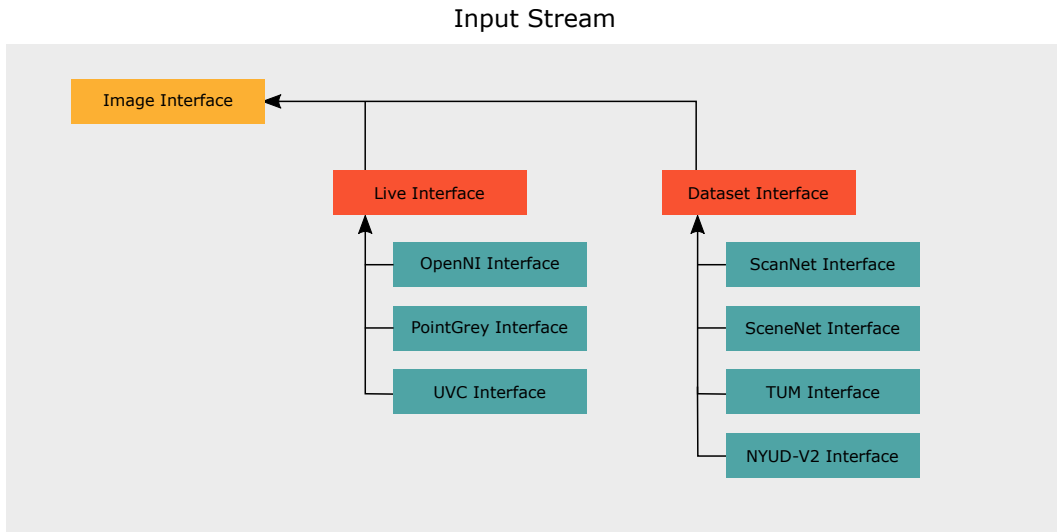 Input Stream
Image Interface
Live Interface
Dataset Interface
OpenNI Interface
ScanNet Interface
PointGrey Interface
SceneNet Interface
UVC Interface
TUM Interface
NYUD-V2 Interface